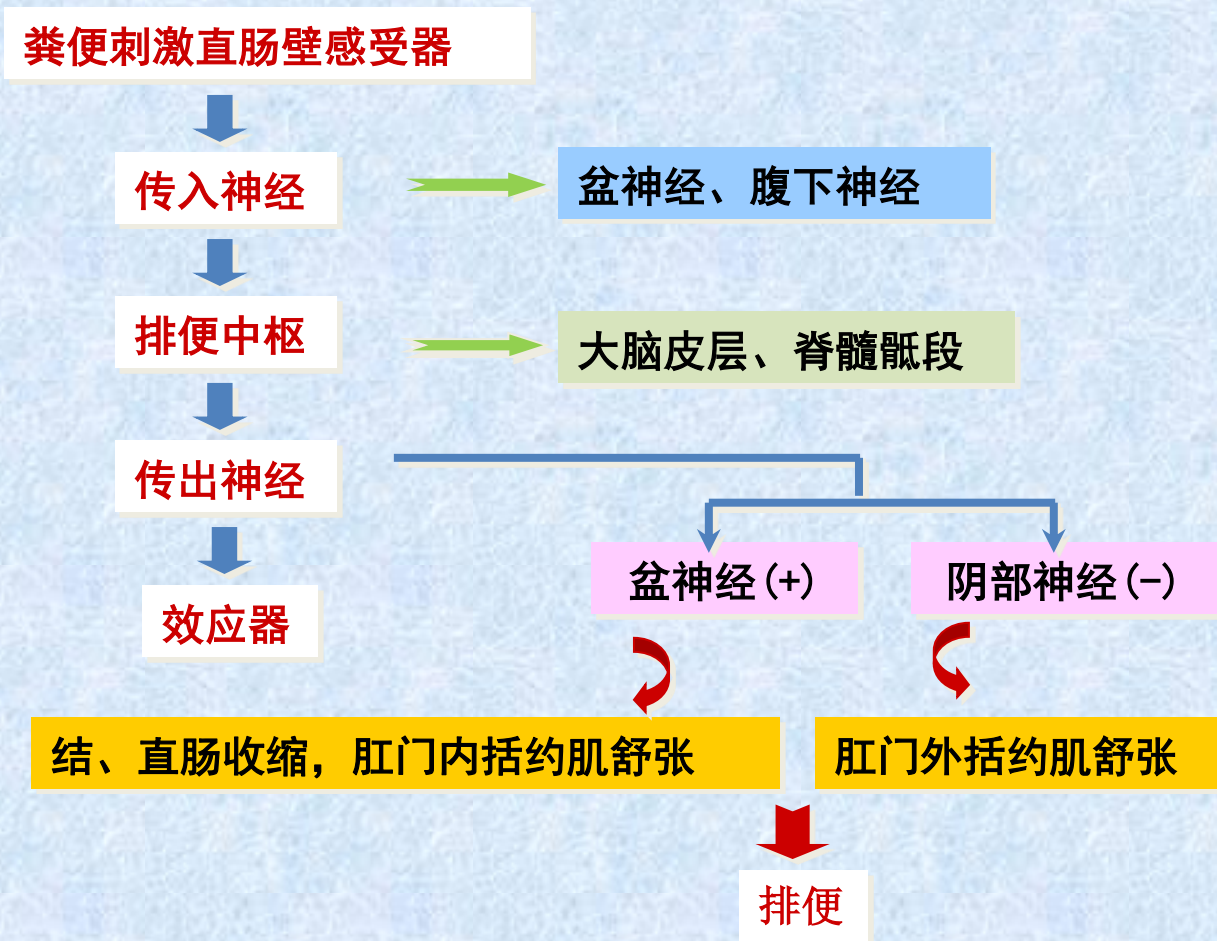 粪便刺激直肠壁感受器
传入神经
盆神经、腹下神经
排便中枢
大脑皮层、脊髓骶段
传出神经
盆神经(+)
阴部神经(-)
效应器
结、直肠收缩，肛门内括约肌舒张
肛门外括约肌舒张
排便